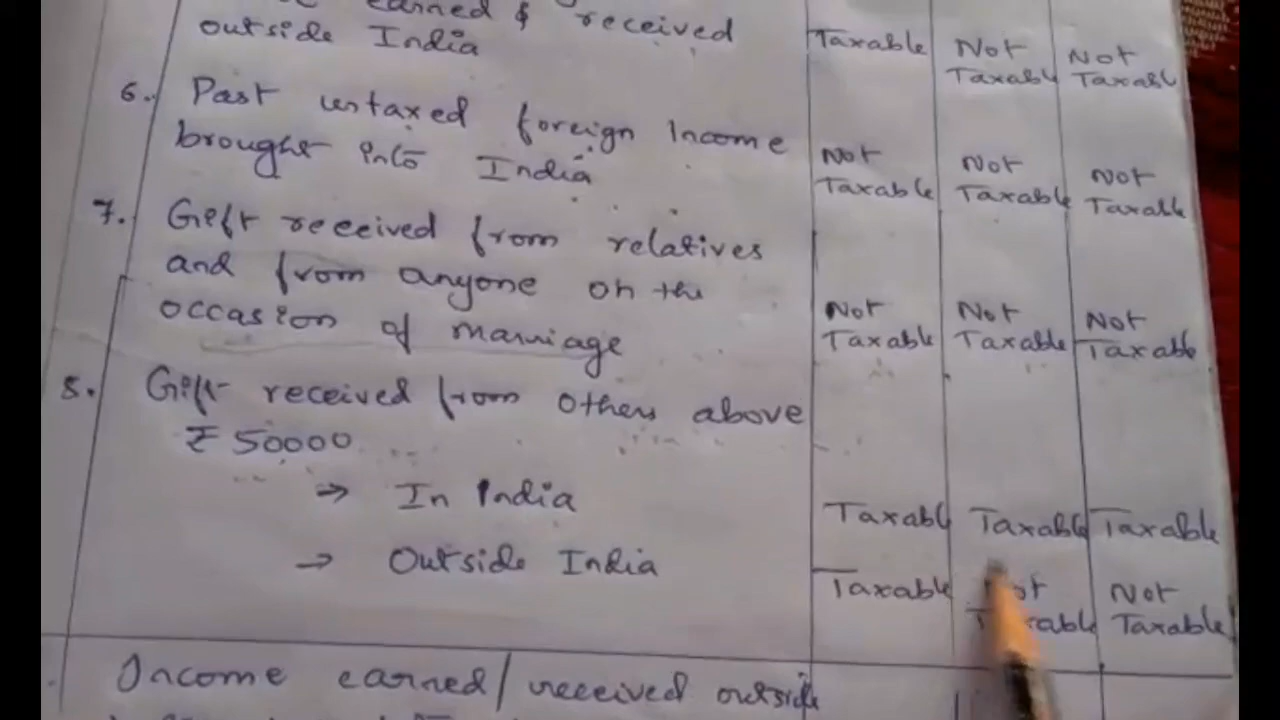 earned & received
outside India
Taxable Not Taxable Not Taxable
6. Past untaxed foreign Income
brought into India
Not Taxable Not Taxable Not Taxable
7. Gift received from relatives
and from anyone on the
occasion of marriage
Not Taxable Not Taxable Not Taxable
8. Gift received from others above
₹ 50000
→ In India Taxable Taxable Taxable
→ Outside India Taxable Not Taxable Not Taxable
Income earned/received outside